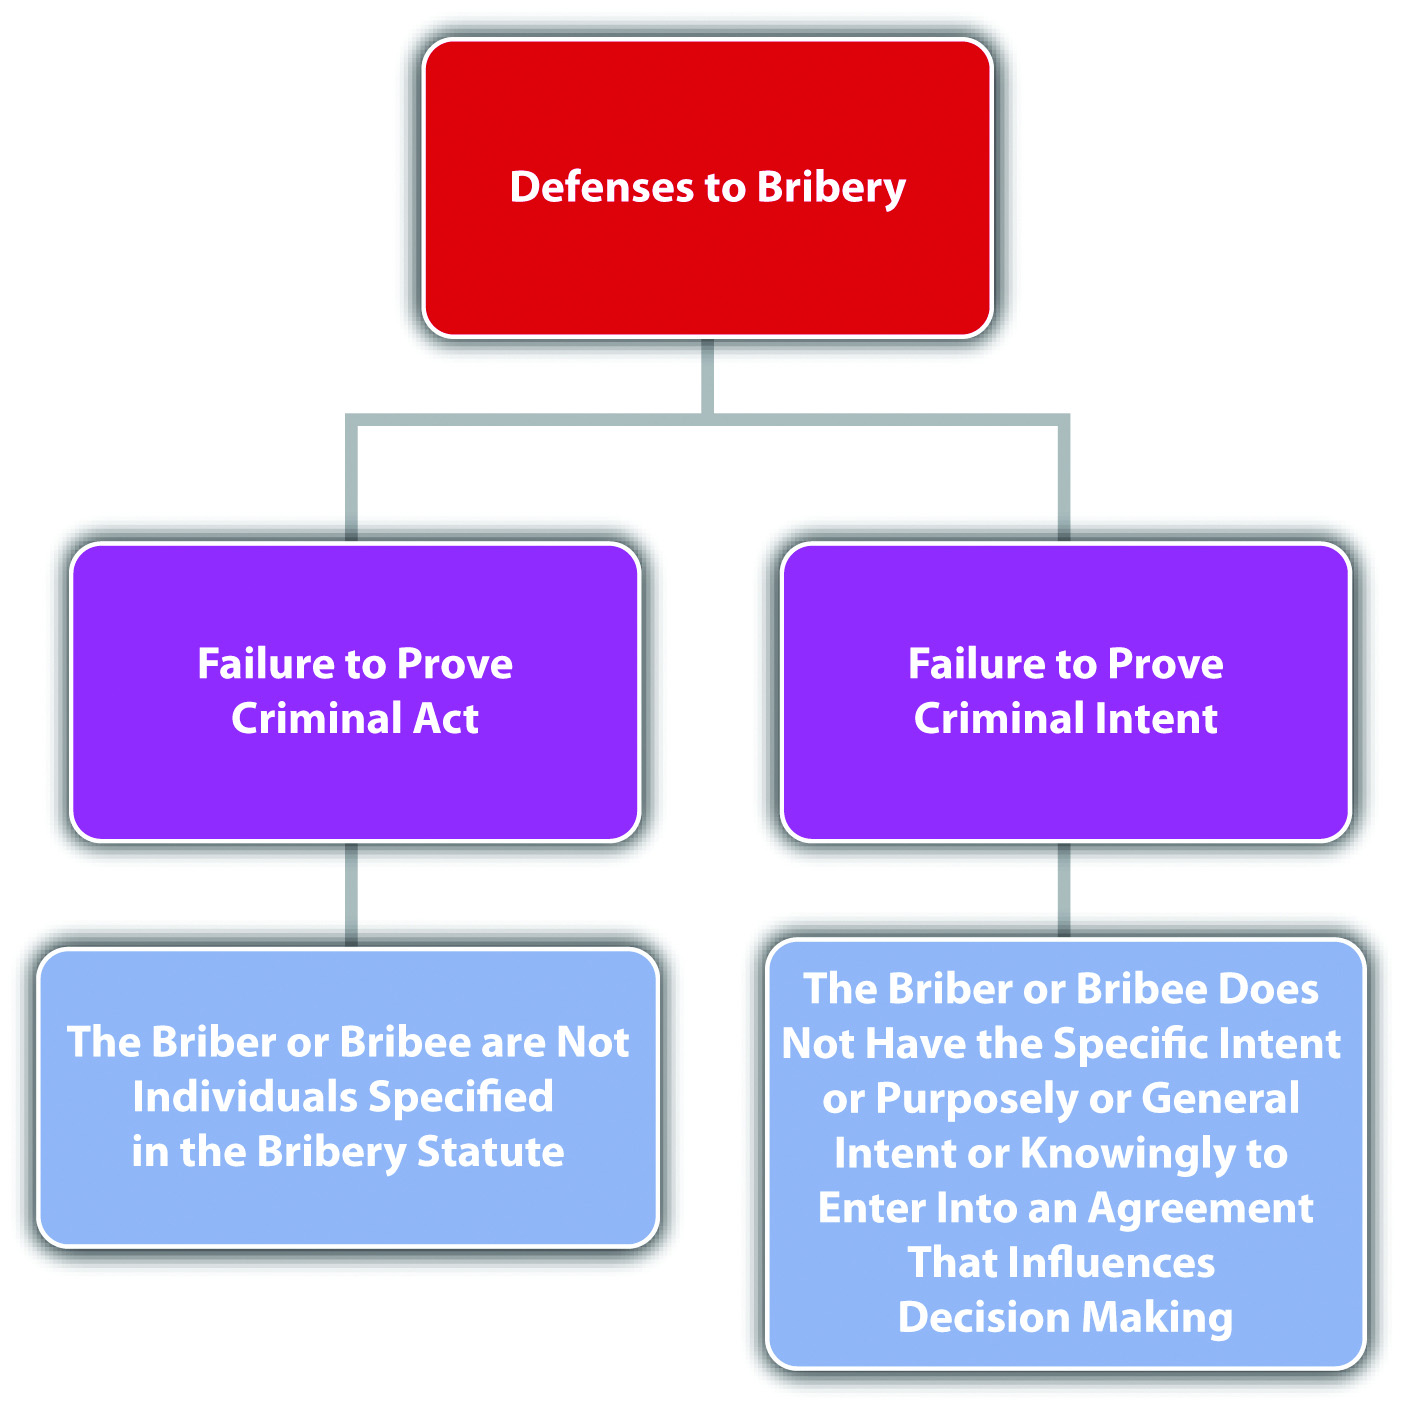 Defenses to Bribery
Failure to Prove
Criminal Act
Failure to Prove
Criminal Intent
The Briber or Bribee are Not
Individuals Specified
in the Bribery Statute
The Briber or Bribee Does
Not Have the Specific Intent
or Purposely or General
Intent or Knowingly to
Enter Into an Agreement
That Influences
Decision Making